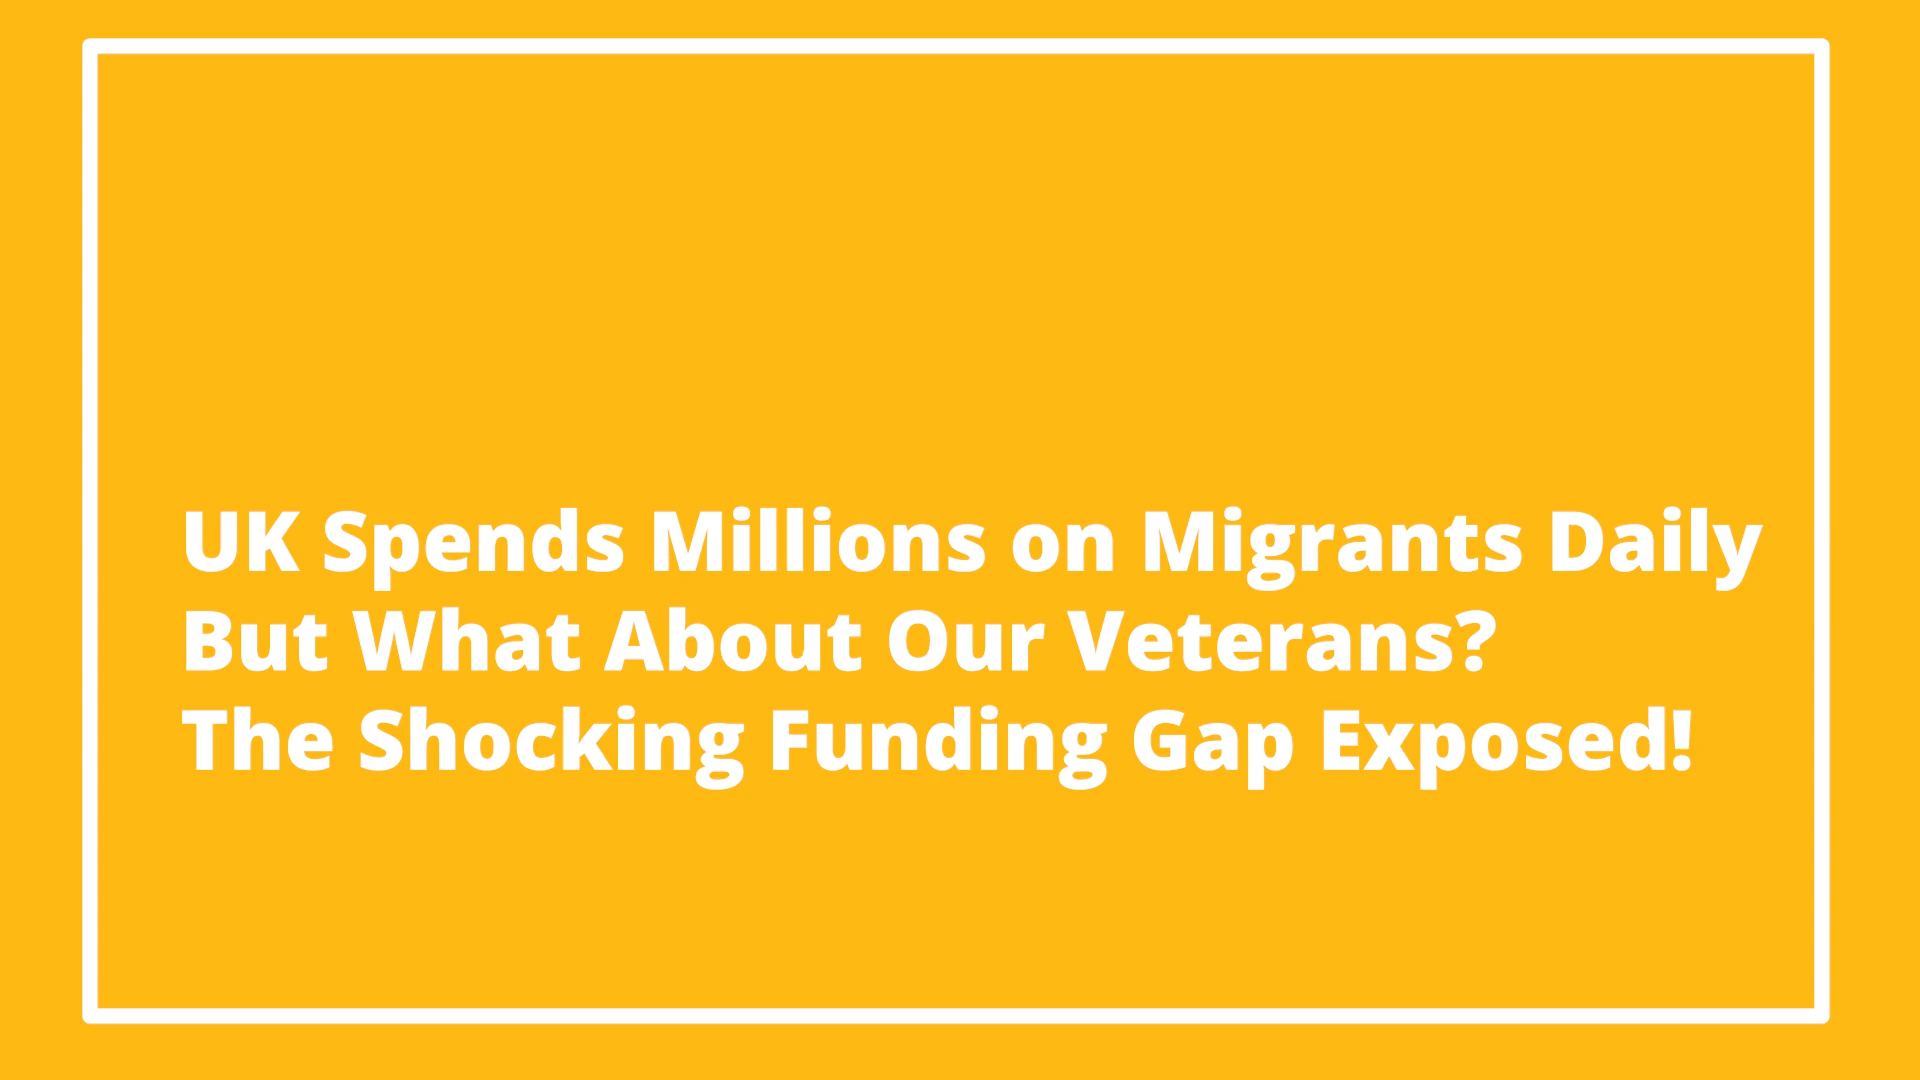 UK Spends Millions on Migrants Daily
But What About Our Veterans?
The Shocking Funding Gap Exposed!